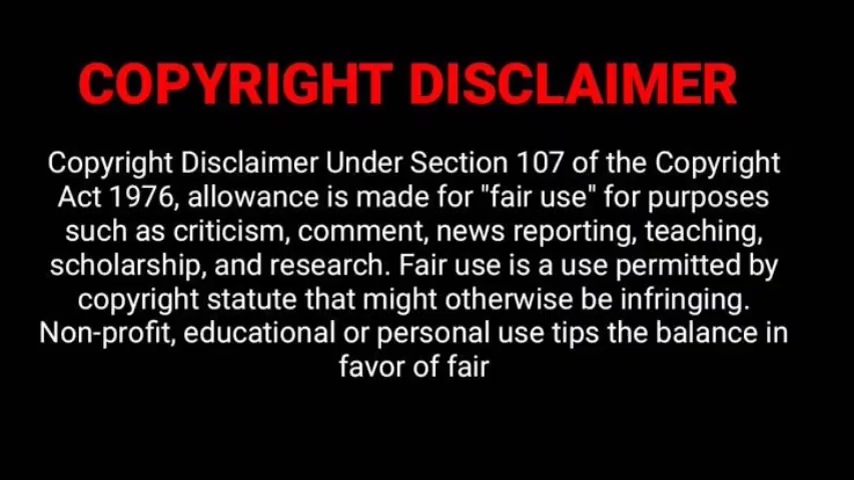 COPYRIGHT DISCLAIMER
Copyright Disclaimer Under Section 107 of the Copyright
Act 1976, allowance is made for "fair use" for purposes
such as criticism, comment, news reporting, teaching,
scholarship, and research. Fair use is a use permitted by
copyright statute that might otherwise be infringing.
Non-profit, educational or personal use tips the balance in
favor of fair